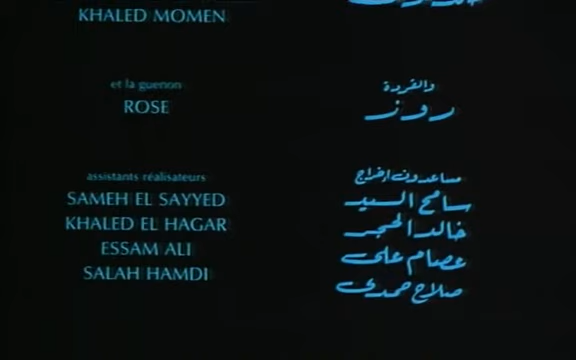 KHALED MOMEN
et la guenon
ROSE
والقردة
روز
assistants réalisateurs
SAMEH EL SAYYED
KHALED EL HAGAR
ESSAM ALI
SALAH HAMDI
مساعدون إخراج
سامح السيد
خالد الحجر
عصام على
صلاح حمدى